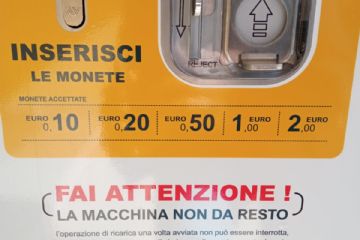 REJECT
INSERISCI
LE MONETE
MONETE ACCETTATE
EURO 0,10 EURO 0,20 EURO 0,50 EURO 1,00 EURO 2,00
FAI ATTENZIONE !
LA MACCHINA NON DA RESTO
l'operazione di ricarica una volta avviata non può essere interrotta,